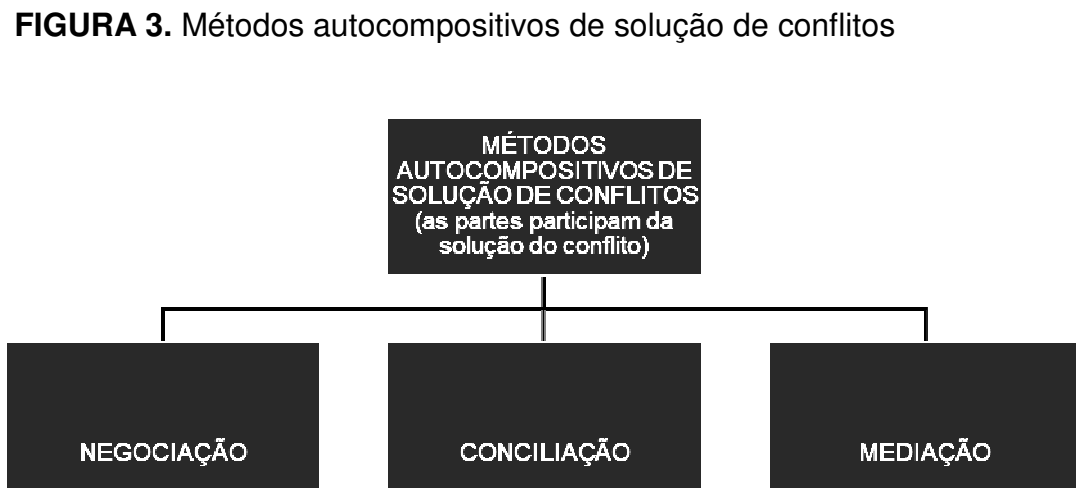 FIGURA 3. Métodos autocompositivos de solução de conflitos
MÉTODOS
AUTOCOMPOSITIVOS DE
SOLUÇÃO DE CONFLITOS
(as partes participam da
solução do conflito)
NEGOCIAÇÃO
CONCILIAÇÃO
MEDIAÇÃO